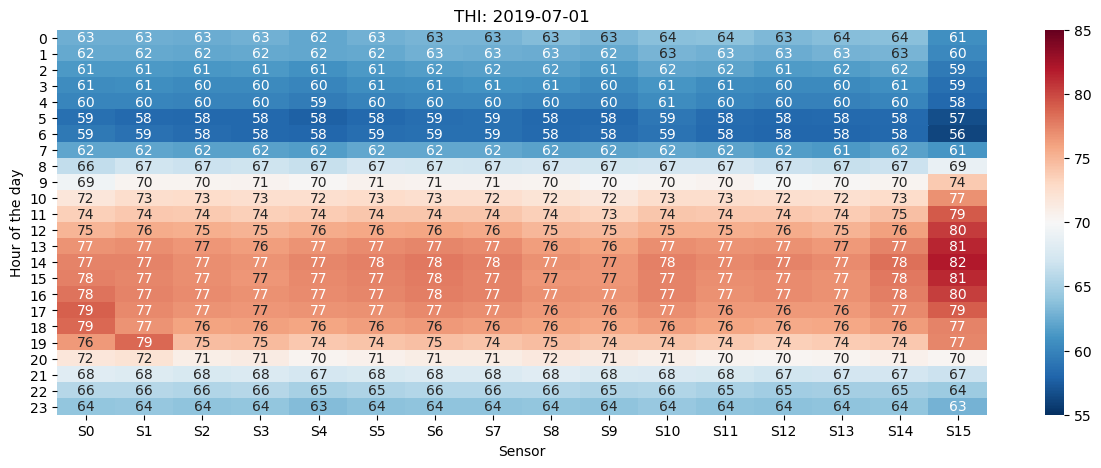 THI: 2019-07-01
0 63 63 63 63 62 63 63 63 63 63 64 64 63 64 64 61
1 62 62 62 62 62 62 63 63 63 62 63 63 63 63 63 60
2 61 61 61 61 61 61 62 62 62 61 62 62 61 62 62 59
3 61 61 60 60 60 61 61 61 61 60 61 61 60 60 61 59
4 60 60 60 60 59 60 60 60 60 60 61 60 60 60 60 58
5 59 58 58 58 58 59 59 59 58 58 59 58 58 58 58 57
6 59 59 58 58 58 59 59 58 58 58 58 58 58 58 58 56
7 62 62 62 62 62 62 62 62 62 62 62 62 62 61 62 61
8 66 67 67 67 67 67 67 67 67 67 67 67 67 67 67 69
9 69 70 70 71 70 71 71 71 70 70 70 70 70 70 70 74
10 72 73 73 73 72 73 73 72 72 72 73 73 72 72 73 77
11 74 74 74 74 74 74 74 74 74 73 74 74 74 74 75 79
12 75 76 75 75 76 76 76 76 75 75 75 75 76 75 76 80
13 77 77 77 76 77 77 77 77 76 76 77 77 77 77 77 81
14 77 77 77 77 77 78 78 78 77 77 78 77 77 77 78 82
15 78 77 77 77 77 77 78 77 77 77 77 77 77 77 78 81
16 78 77 77 77 77 77 78 77 77 77 77 77 77 77 78 80
17 79 77 77 77 77 77 77 77 76 76 77 76 76 76 77 79
18 79 77 76 76 76 76 76 76 76 76 76 76 76 76 76 77
19 76 79 75 75 74 74 75 74 75 74 74 74 74 74 74 77
20 72 72 71 71 70 71 71 71 72 71 71 70 70 70 71 70
21 68 68 68 68 67 68 68 68 68 68 68 68 67 67 67 67
22 66 66 66 66 65 65 66 66 66 65 66 65 65 65 65 64
23 64 64 64 64 63 64 64 64 64 64 64 64 64 64 64 63
S0 S1 S2 S3 S4 S5 S6 S7 S8 S9 S10 S11 S12 S13 S14 S15
Sensor
Hour of the day
85
80
75
70
65
60
55